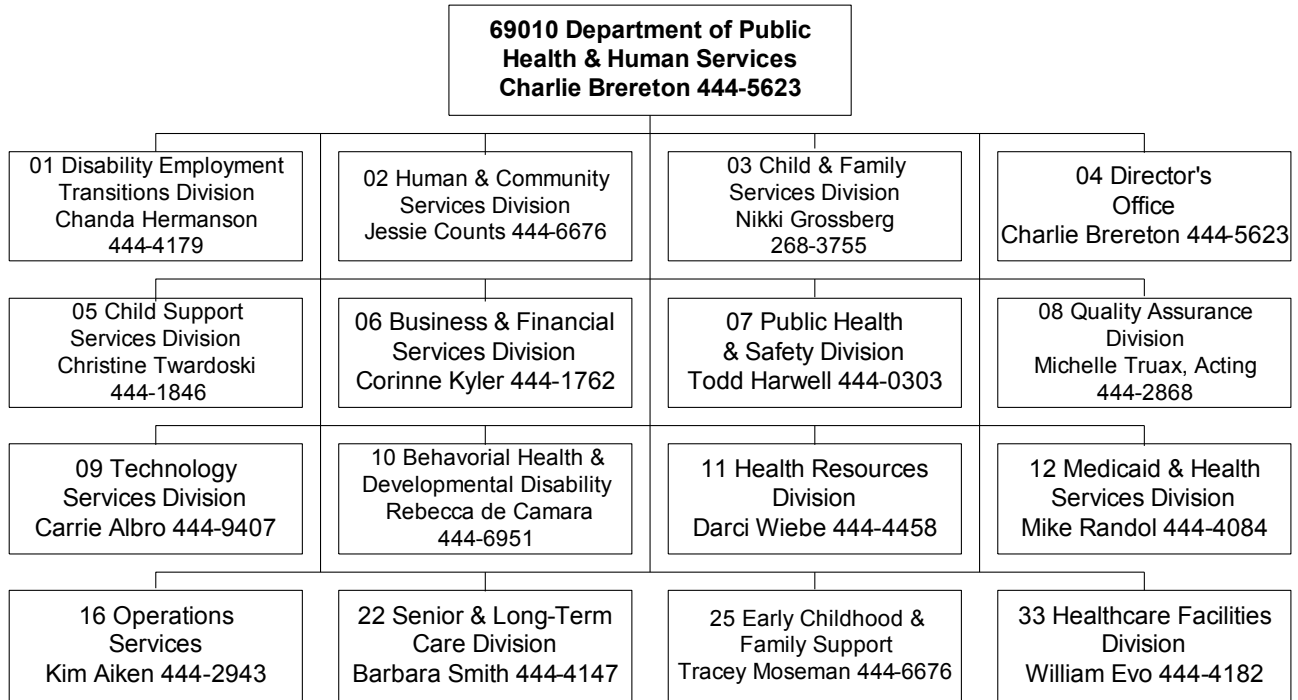 69010 Department of Public
Health & Human Services
Charlie Brereton 444-5623
01 Disability Employment
Transitions Division
Chanda Hermanson
444-4179
02 Human & Community
Services Division
Jessie Counts 444-6676
03 Child & Family
Services Division
Nikki Grossberg
268-3755
04 Director's
Office
Charlie Brereton 444-5623
05 Child Support
Services Division
Christine Twardoski
444-1846
06 Business & Financial
Services Division
Corinne Kyler 444-1762
07 Public Health
& Safety Division
Todd Harwell 444-0303
08 Quality Assurance
Division
Michelle Truax, Acting
444-2868
09 Technology
Services Division
Carrie Albro 444-9407
10 Behavorial Health &
Developmental Disability
Rebecca de Camara
444-6951
11 Health Resources
Division
Darci Wiebe 444-4458
12 Medicaid & Health
Services Division
Mike Randol 444-4084
16 Operations
Services
Kim Aiken 444-2943
22 Senior & Long-Term
Care Division
Barbara Smith 444-4147
25 Early Childhood &
Family Support
Tracey Moseman 444-6676
33 Healthcare Facilities
Division
William Evo 444-4182